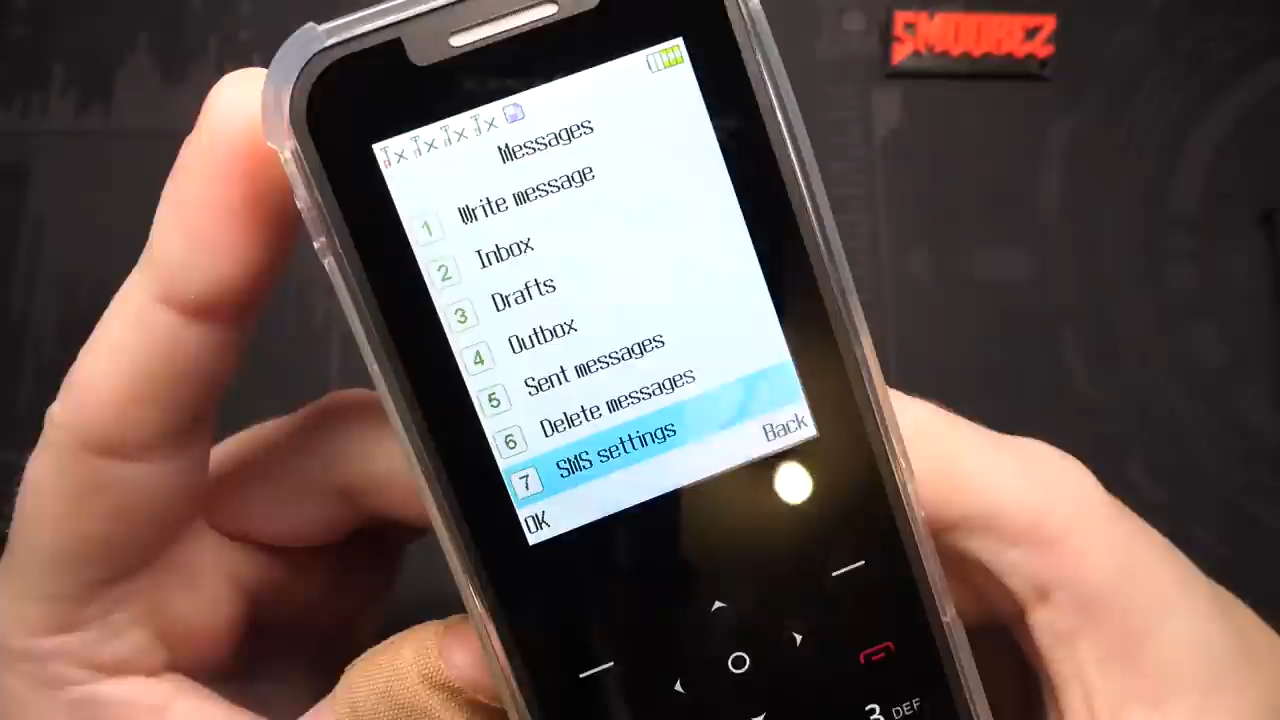 SMOOREZ
Messages
1 Write message
2 Inbox
3 Drafts
4 Outbox
5 Sent messages
6 Delete messages
7 SMS settings
OK
Back
3 DEF